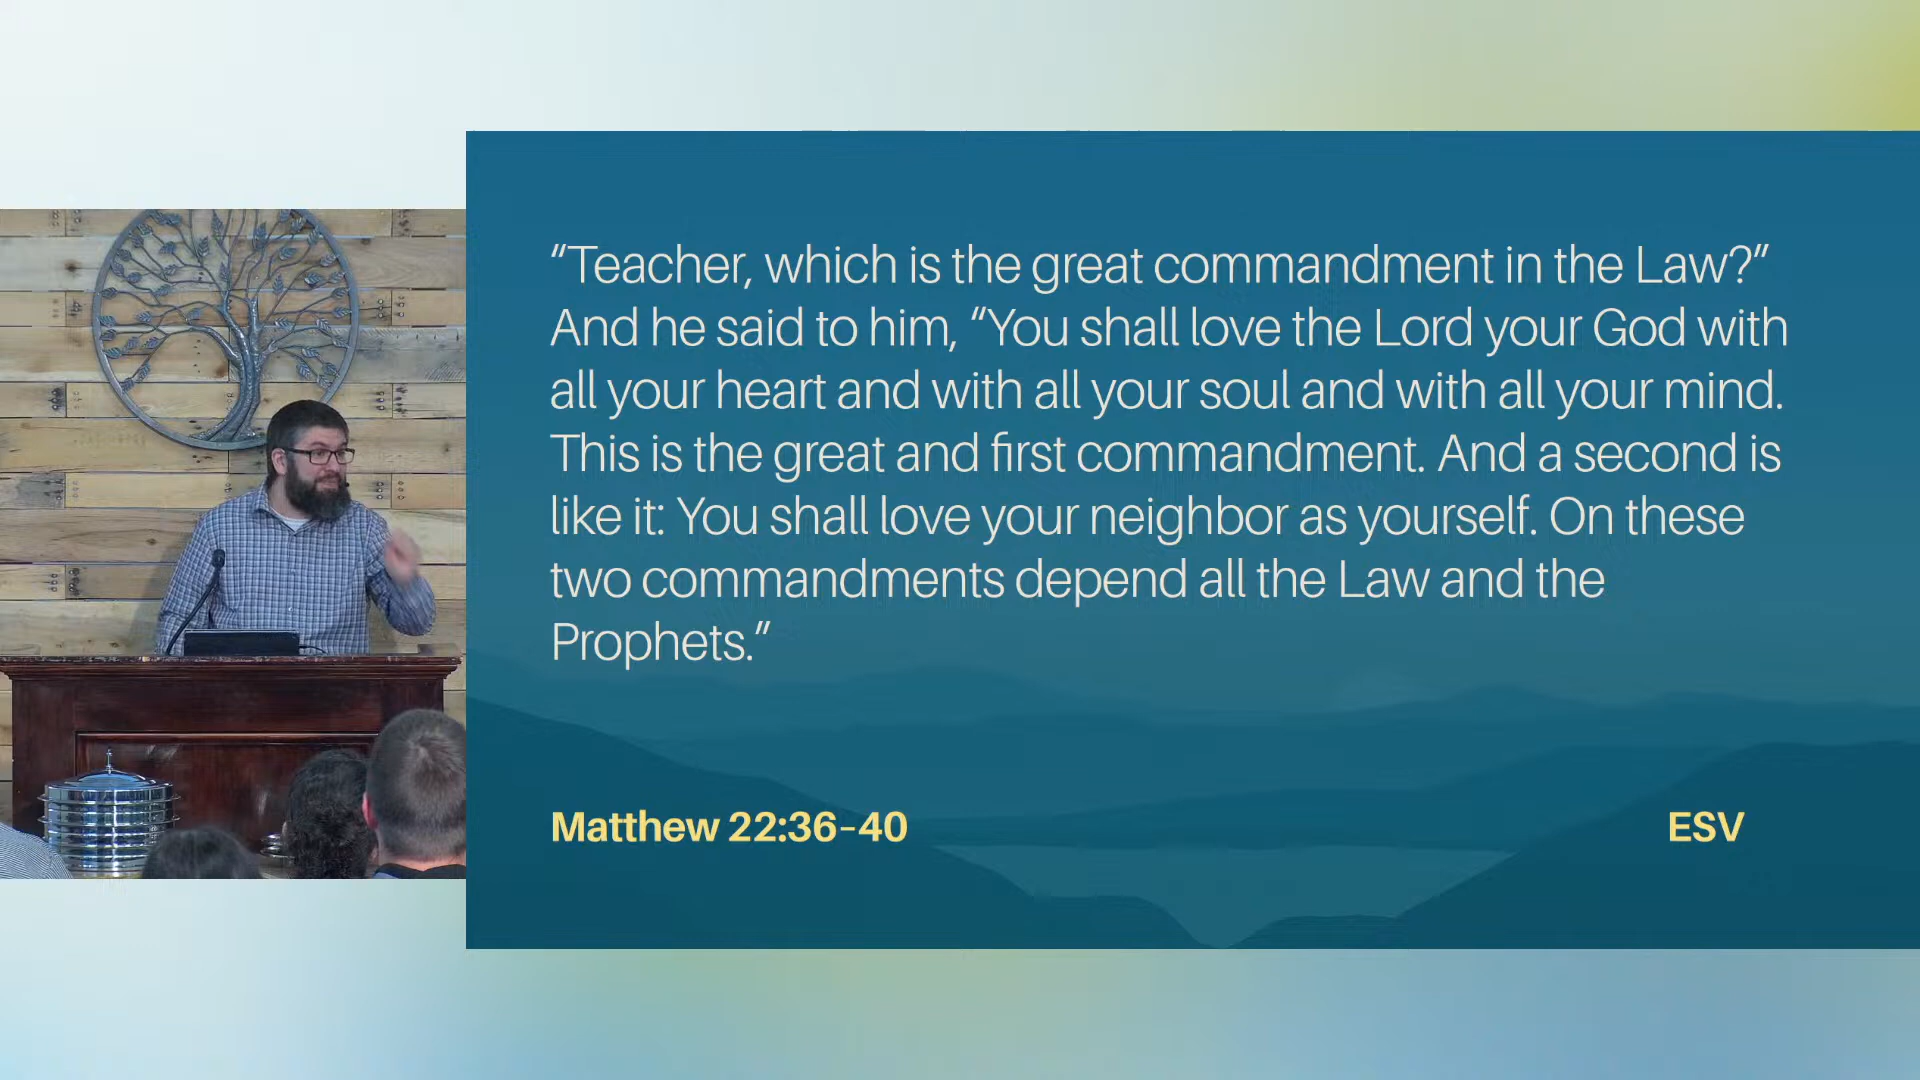 “Teacher, which is the great commandment in the Law?”
And he said to him, “You shall love the Lord your God with
all your heart and with all your soul and with all your mind.
This is the great and first commandment. And a second is
like it: You shall love your neighbor as yourself. On these
two commandments depend all the Law and the
Prophets.”
Matthew 22:36–40
ESV